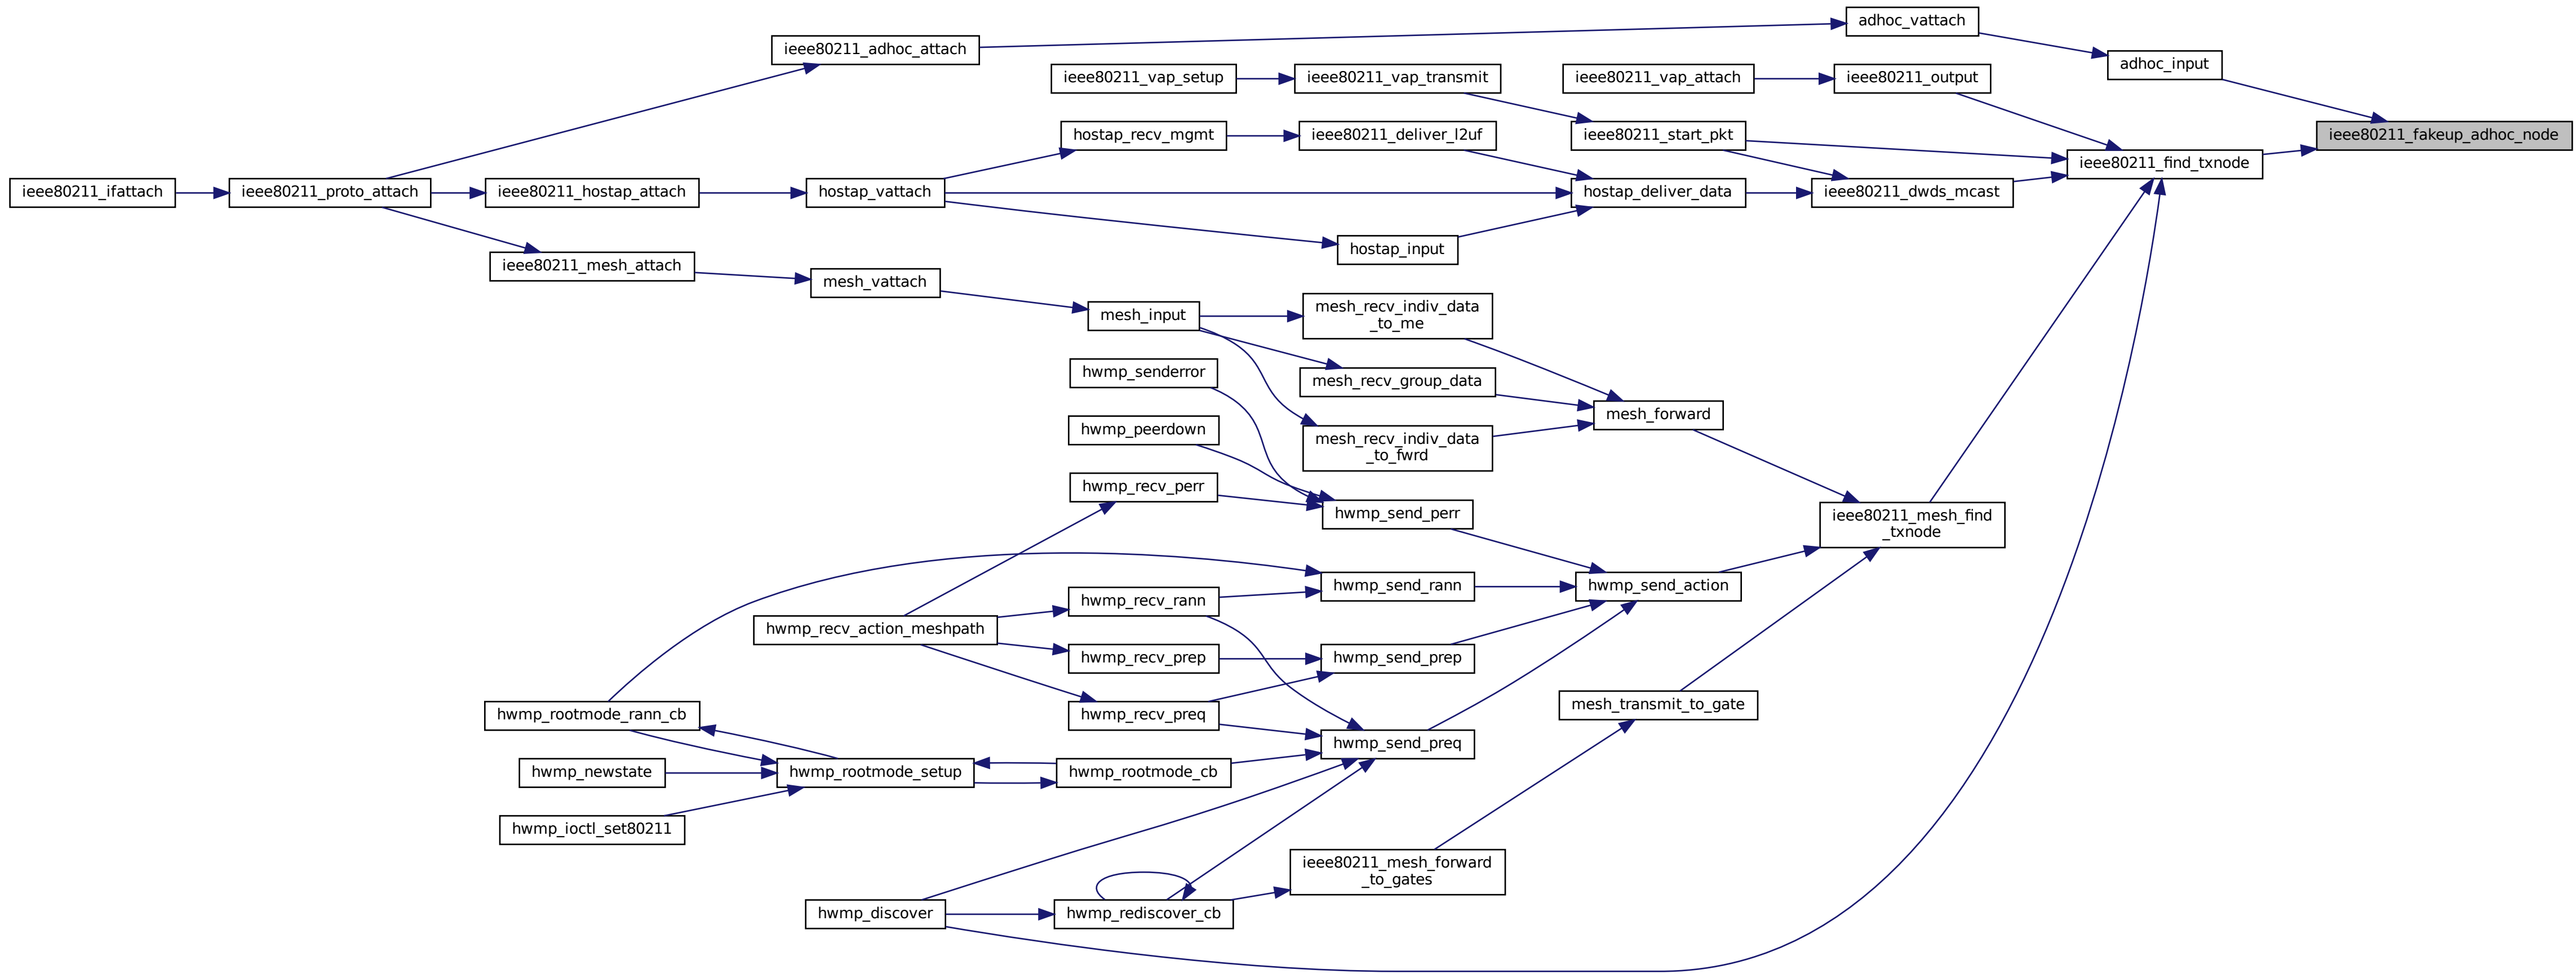 adhoc_vattach
ieee80211_adhoc_attach
adhoc_input
ieee80211_vap_setup
ieee80211_vap_transmit
ieee80211_vap_attach
ieee80211_output
hostap_recv_mgmt
ieee80211_deliver_l2uf
ieee80211_start_pkt
ieee80211_fakeup_adhoc_node
ieee80211_find_txnode
ieee80211_ifattach
ieee80211_proto_attach
ieee80211_hostap_attach
hostap_vattach
hostap_deliver_data
ieee80211_dwds_mcast
hostap_input
ieee80211_mesh_attach
mesh_vattach
mesh_input
mesh_recv_indiv_data
_to_me
hwmp_senderror
mesh_recv_group_data
mesh_forward
hwmp_peerdown
mesh_recv_indiv_data
_to_fwrd
hwmp_recv_perr
hwmp_send_perr
ieee80211_mesh_find
_txnode
hwmp_send_rann
hwmp_send_action
hwmp_recv_rann
hwmp_recv_action_meshpath
hwmp_recv_prep
hwmp_send_prep
mesh_transmit_to_gate
hwmp_rootmode_rann_cb
hwmp_recv_preq
hwmp_send_preq
hwmp_newstate
hwmp_rootmode_setup
hwmp_rootmode_cb
hwmp_ioctl_set80211
ieee80211_mesh_forward
_to_gates
hwmp_discover
hwmp_rediscover_cb